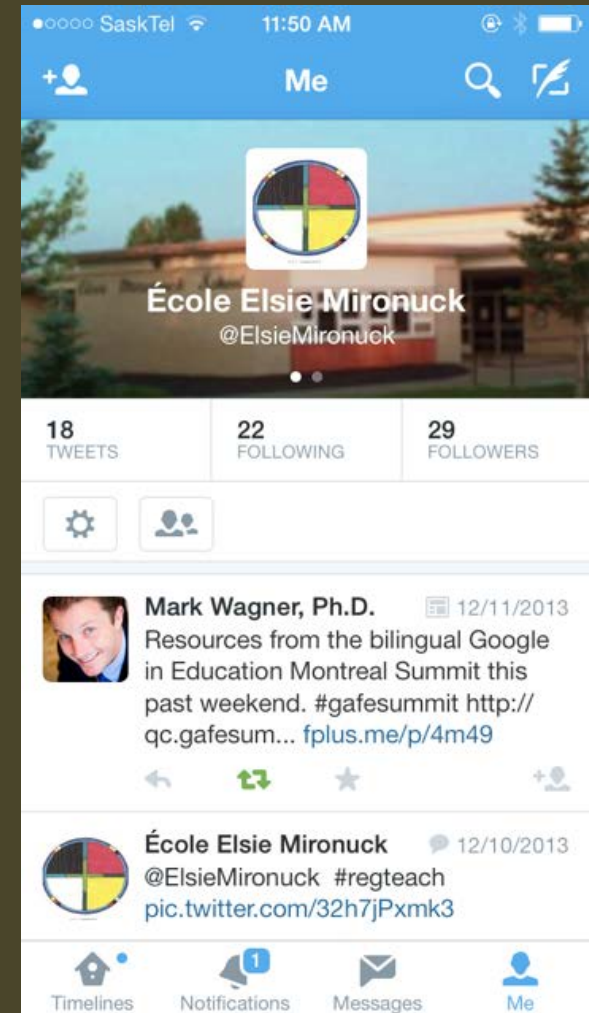 SaskTel 11:50 AM
Me
École Elsie Mironuck
@ElsieMironuck
18 22 29
TWEETS FOLLOWING FOLLOWERS
Mark Wagner, Ph.D. 12/11/2013
Resources from the bilingual Google
in Education Montreal Summit this
past weekend. #gafesummit http://
qc.gafesum... fplus.me/p/4m49
École Elsie Mironuck 12/10/2013
@ElsieMironuck #regteach
pic.twitter.com/32h7jPxmk3
1
Timelines Notifications Messages Me